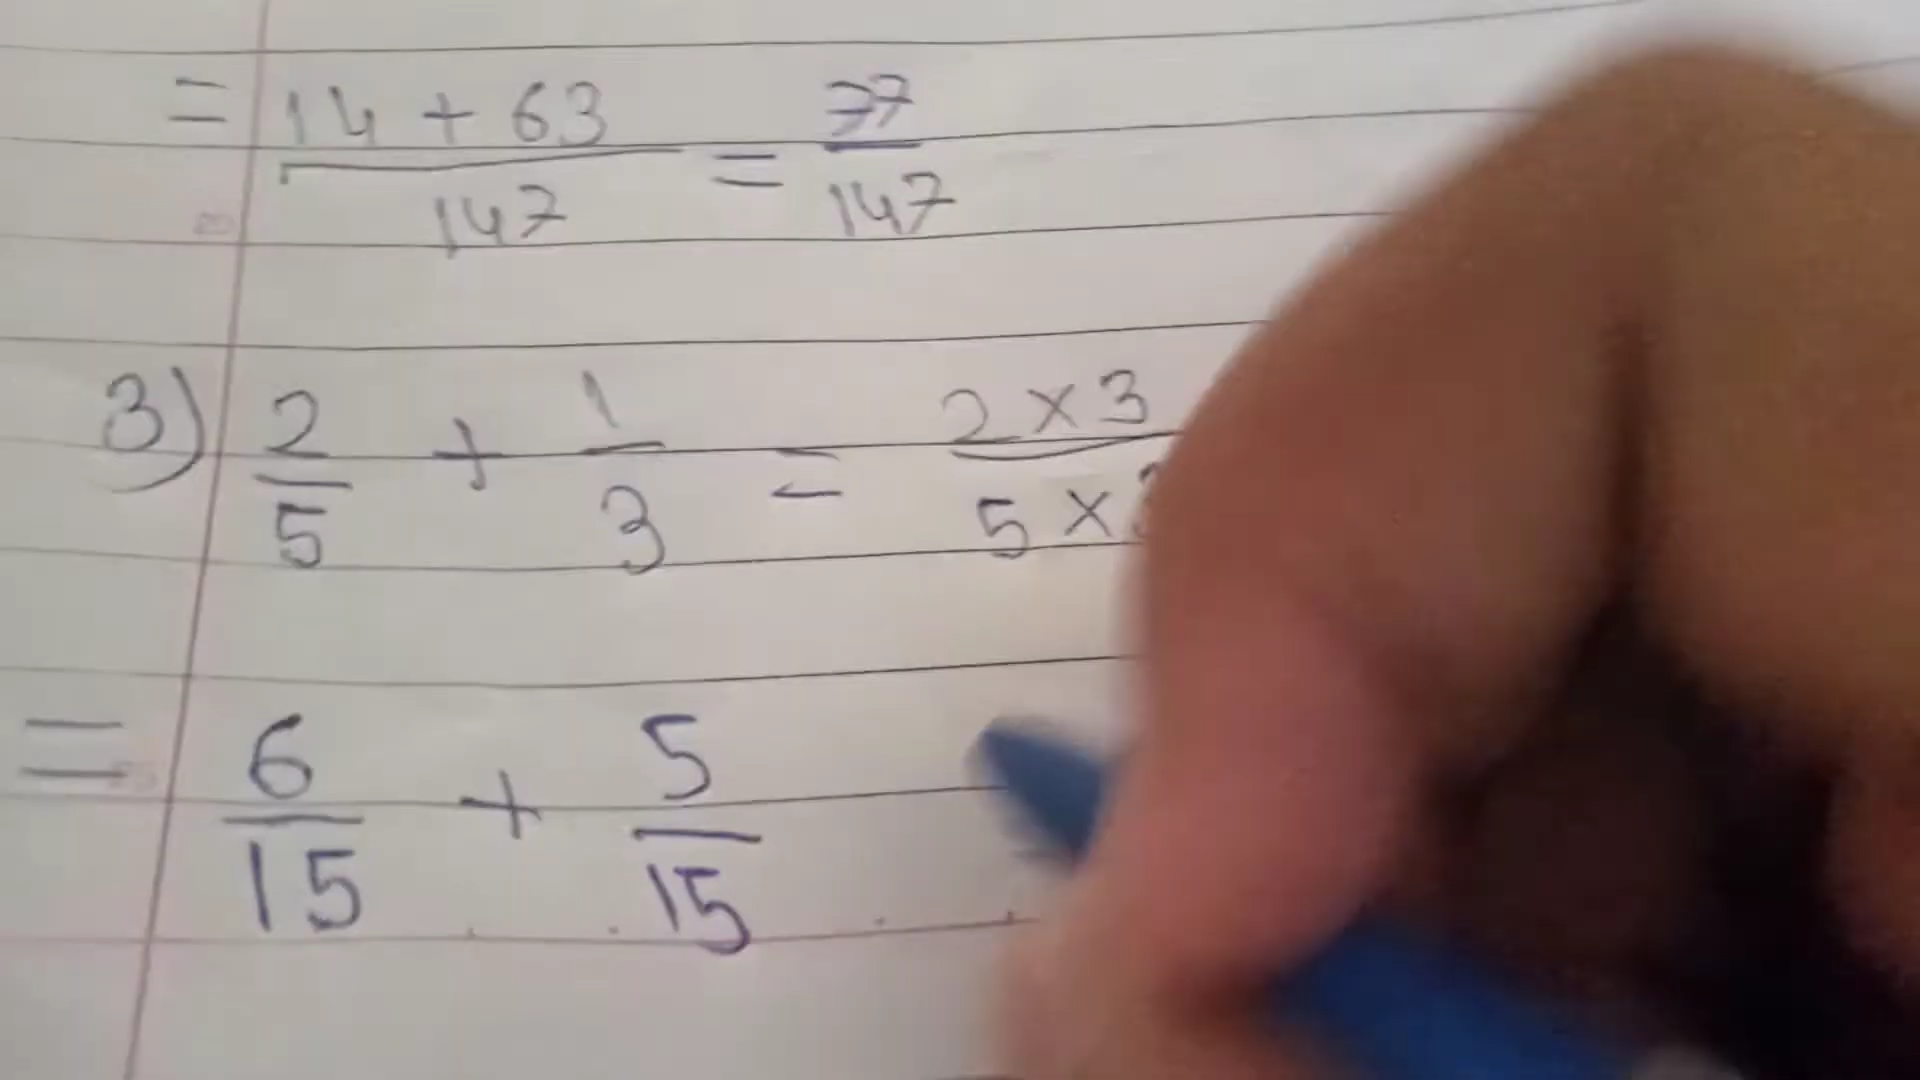 = 14 + 63 / 147 = 77 / 147
3) 2/5 + 1/3 = 2 × 3 / 5 ×
= 6/15 + 5/15